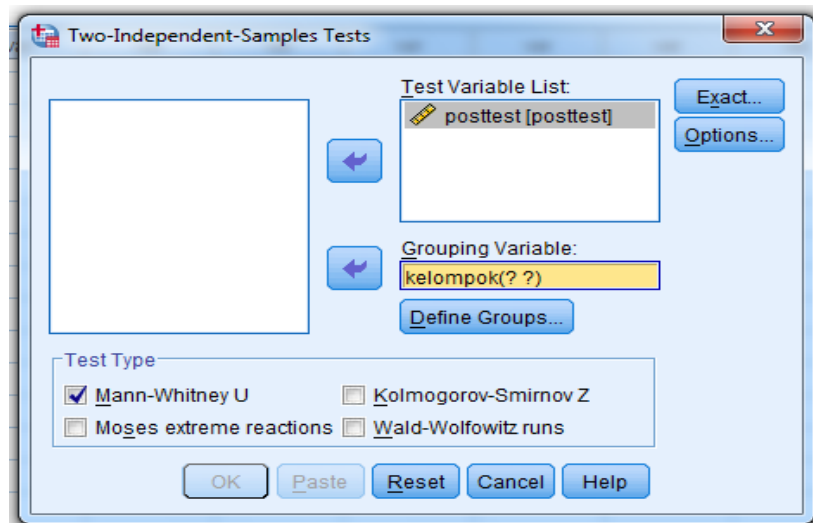 Two-Independent-Samples Tests
Test Variable List:
posttest [posttest]
Exact...
Options...
Grouping Variable:
kelompok(? ?)
Define Groups...
Test Type
Mann-Whitney U
Kolmogorov-Smirnov Z
Moses extreme reactions
Wald-Wolfowitz runs
OK Paste Reset Cancel Help